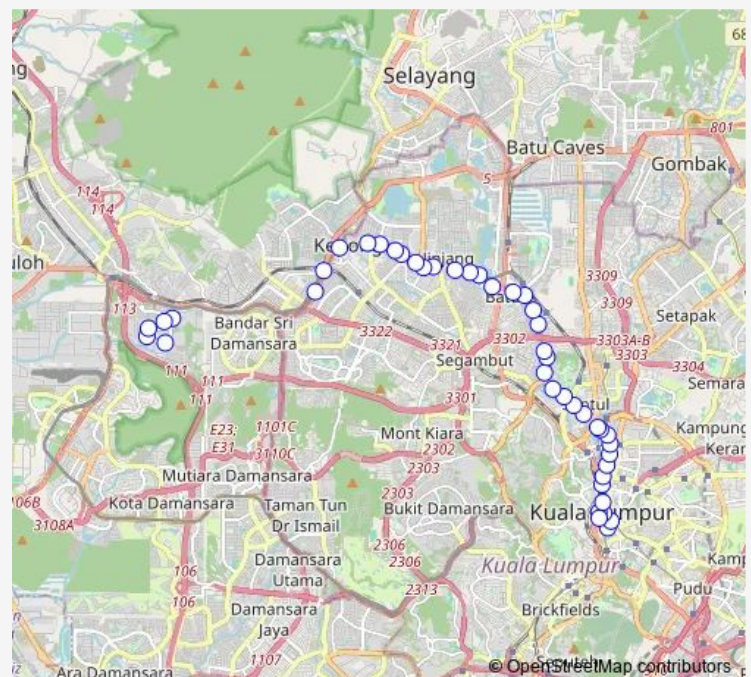 68
Selayang
Batu Caves
801
Gombak
5
114
114
uloh
3309
3309
113
Bandar Sri
Damansara
3322
3321
3302
3303A-B
3303
Setapak
Segambut
3304
111
111
111
Semara
3301
E23;
E31
1101C
3110C
Mont Kiara
2302
2303
Kampung
Keran
Mutiara Damansara
106B
3108A
Kota Damansara
Taman Tun
Dr Ismail
2303
Bukit Damansara
Kuala Lumpur
2306
2306
Kuala Lumpur
Damansara
Utama
106
106
2313
Kamp
Pudu
Damansara
Jaya
Brickfields
1107
Ara Damansara
© OpenStreetMap contributors